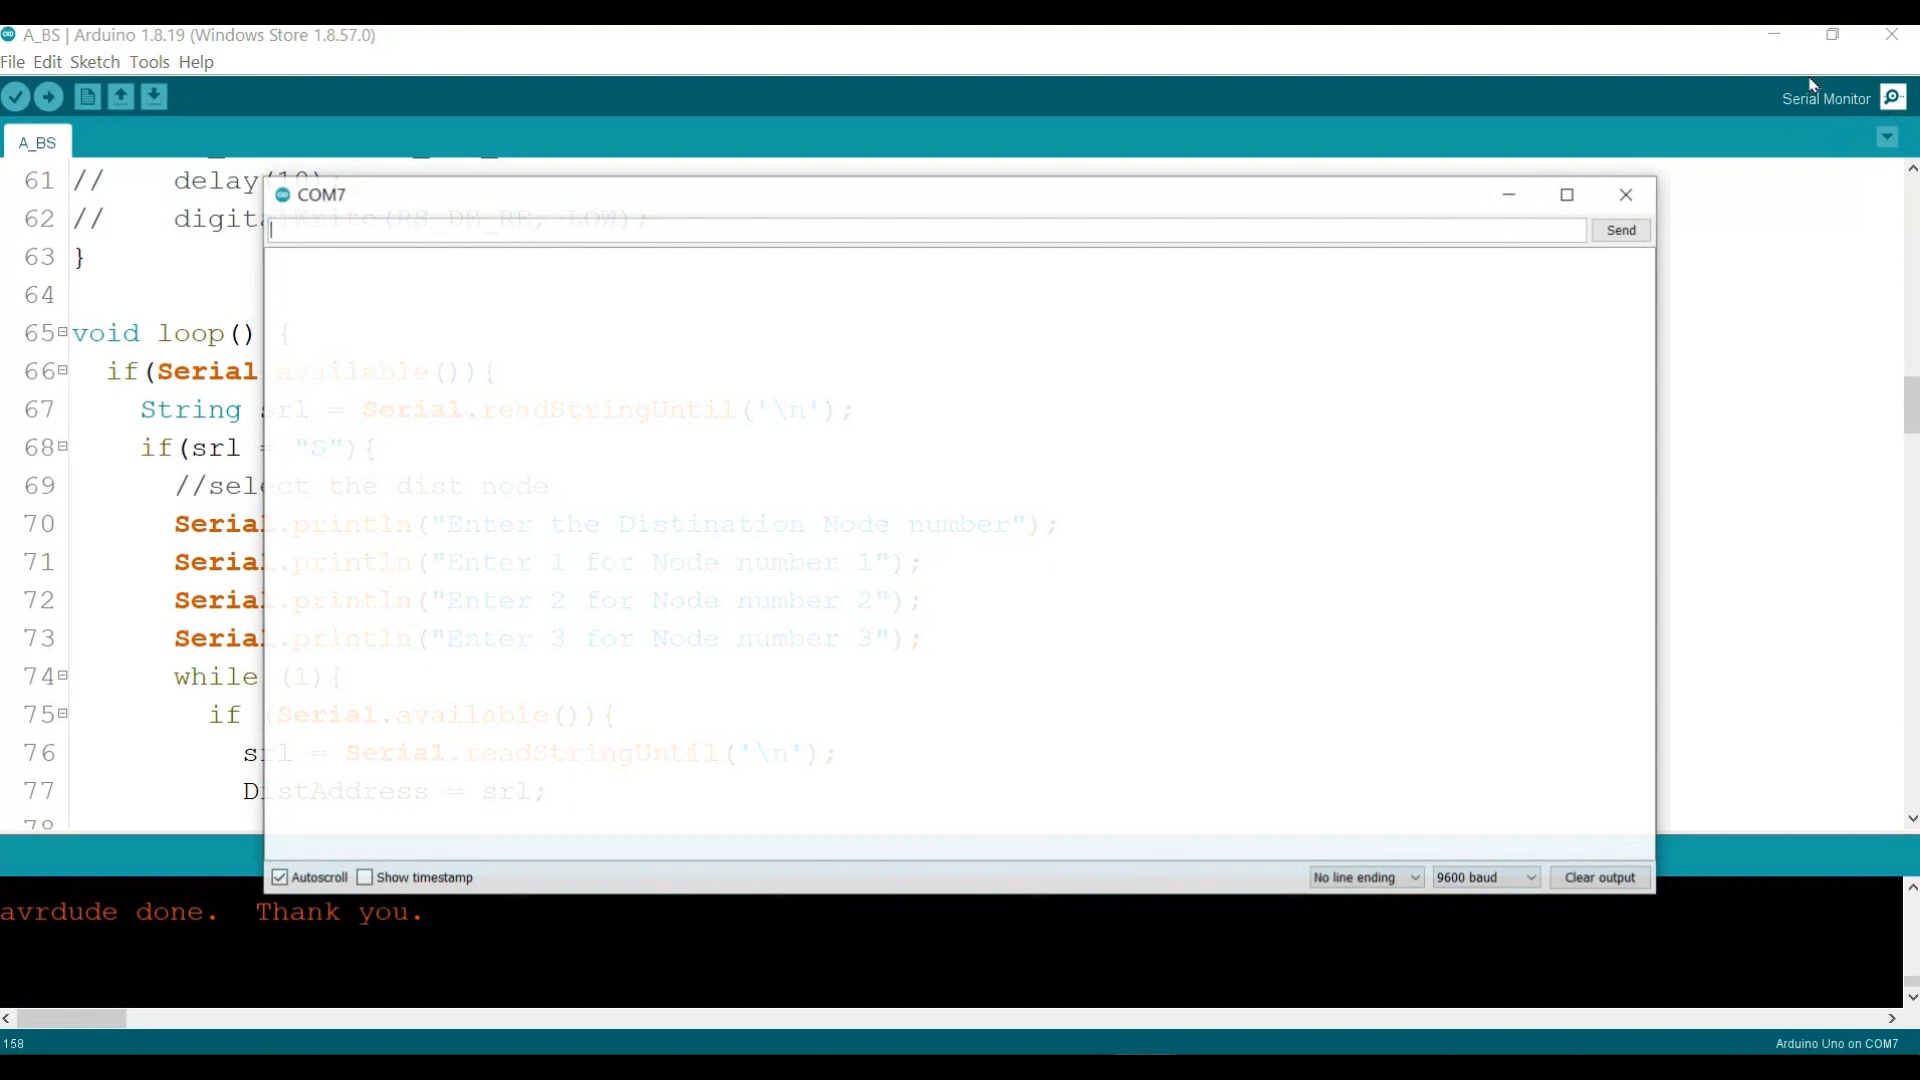 A_BS | Arduino 1.8.19 (Windows Store 1.8.57.0)
File Edit Sketch Tools Help
Serial Monitor
A_BS
61 // delay(10);
COM7
62 // digitalWrite(RS_DE_RE, LOW);
Send
63 }
64
65 void loop() {
66 if(Serial.available()){
67 String srl = Serial.readStringUntil('\n');
68 if(srl = "S"){
69 //select the dist node
70 Serial.println("Enter the Distination Node number");
71 Serial.println("Enter 1 for Node number 1");
72 Serial.println("Enter 2 for Node number 2");
73 Serial.println("Enter 3 for Node number 3");
74 while (1){
75 if (Serial.available()){
76 srl = Serial.readStringUntil('\n');
77 DistAddress = srl;
78
Autoscroll Show timestamp No line ending 9600 baud Clear output
avrdude done. Thank you.
158 Arduino Uno on COM7